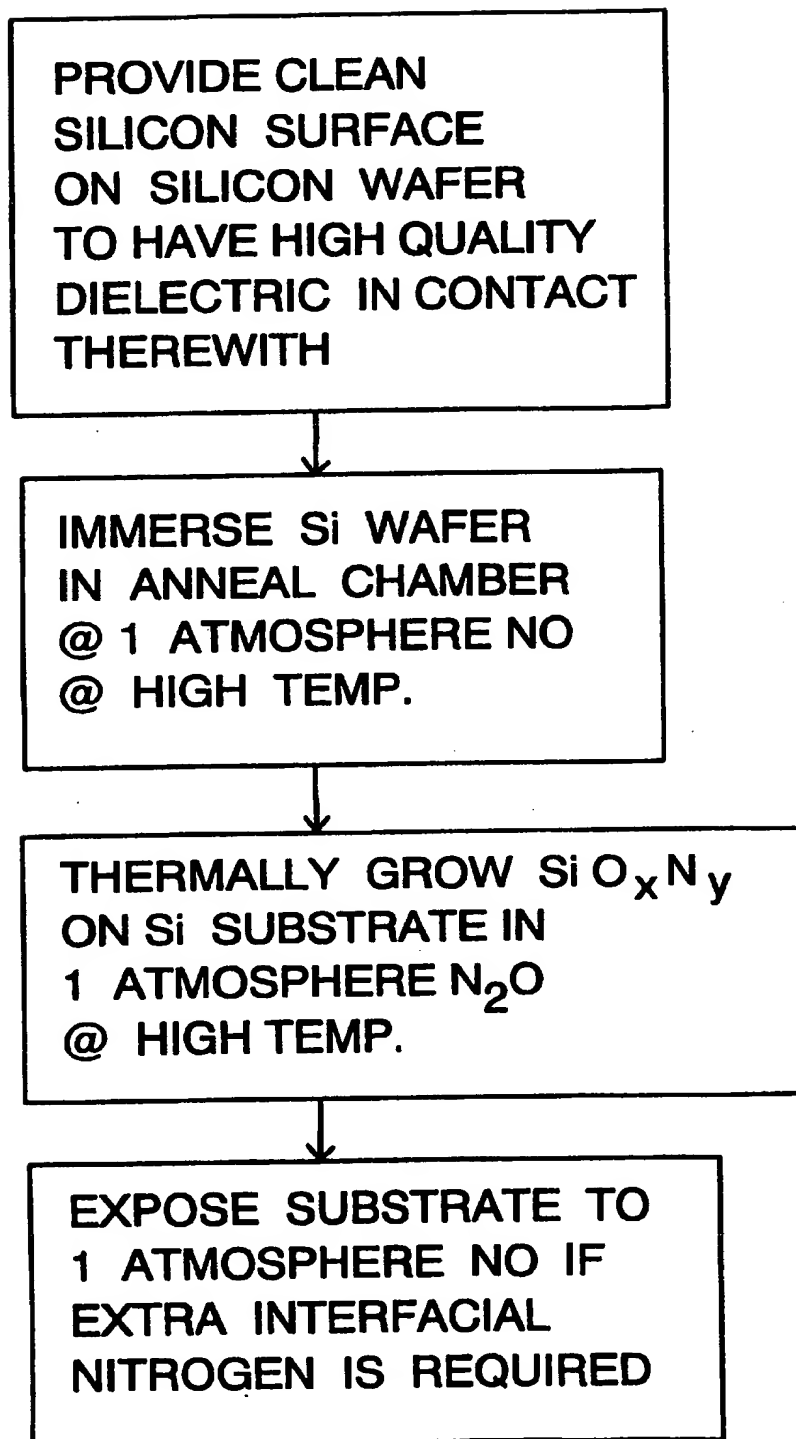 PROVIDE CLEAN
SILICON SURFACE
ON SILICON WAFER
TO HAVE HIGH QUALITY
DIELECTRIC IN CONTACT
THEREWITH
IMMERSE Si WAFER
IN ANNEAL CHAMBER
@ 1 ATMOSPHERE NO
@ HIGH TEMP.
THERMALLY GROW SiOxNy
ON Si SUBSTRATE IN
1 ATMOSPHERE N2O
@ HIGH TEMP.
EXPOSE SUBSTRATE TO
1 ATMOSPHERE NO IF
EXTRA INTERFACIAL
NITROGEN IS REQUIRED